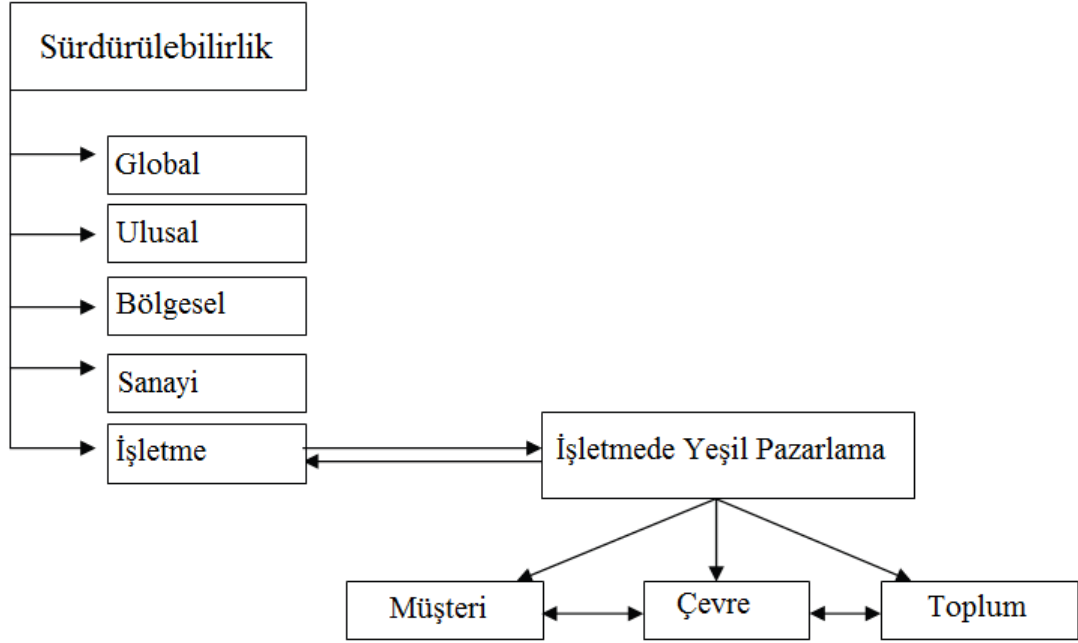 Sürdürülebilirlik
Global
Ulusal
Bölgesel
Sanayi
İşletme
İşletmede Yeşil Pazarlama
Müşteri
Çevre
Toplum